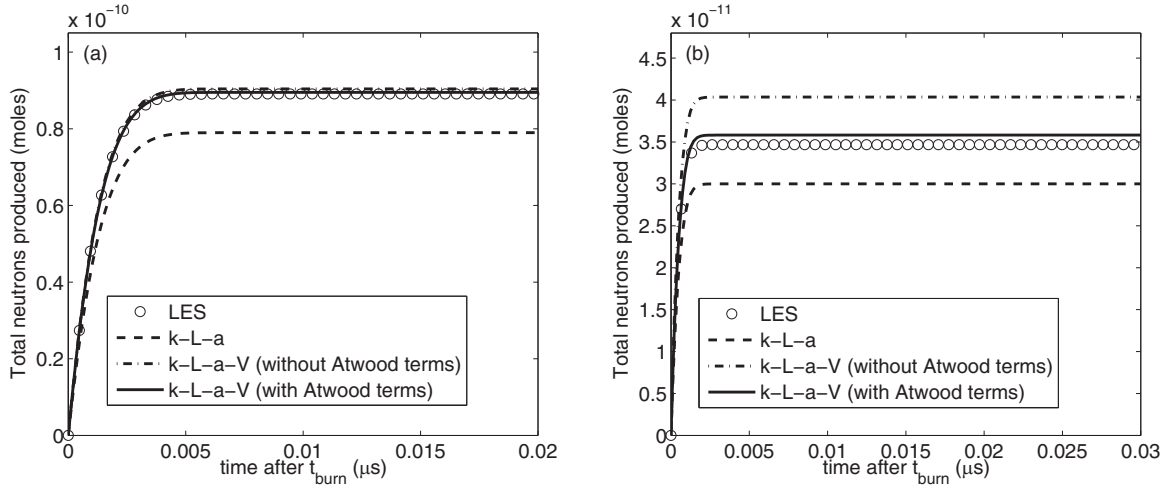 x 10⁻¹⁰
(a)
1
0.8
0.6
0.4
0.2
0
Total neutrons produced (moles)
LES
k−L−a
k−L−a−V (without Atwood terms)
k−L−a−V (with Atwood terms)
0 0.005 0.01 0.015 0.02
time after t_burn (μs)
x 10⁻¹¹
(b)
4.5
4
3.5
3
2.5
2
1.5
1
0.5
0
Total neutrons produced (moles)
LES
k−L−a
k−L−a−V (without Atwood terms)
k−L−a−V (with Atwood terms)
0 0.005 0.01 0.015 0.02 0.025 0.03
time after t_burn (μs)